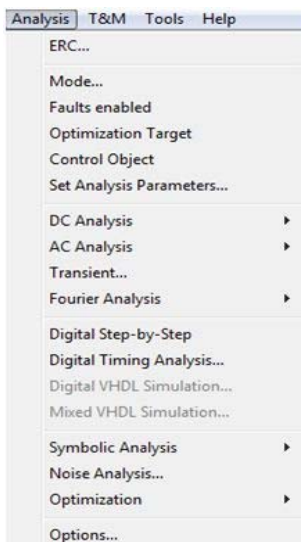 Analysis T&M Tools Help
ERC...
Mode...
Faults enabled
Optimization Target
Control Object
Set Analysis Parameters...
DC Analysis
AC Analysis
Transient...
Fourier Analysis
Digital Step-by-Step
Digital Timing Analysis...
Digital VHDL Simulation...
Mixed VHDL Simulation...
Symbolic Analysis
Noise Analysis...
Optimization
Options...